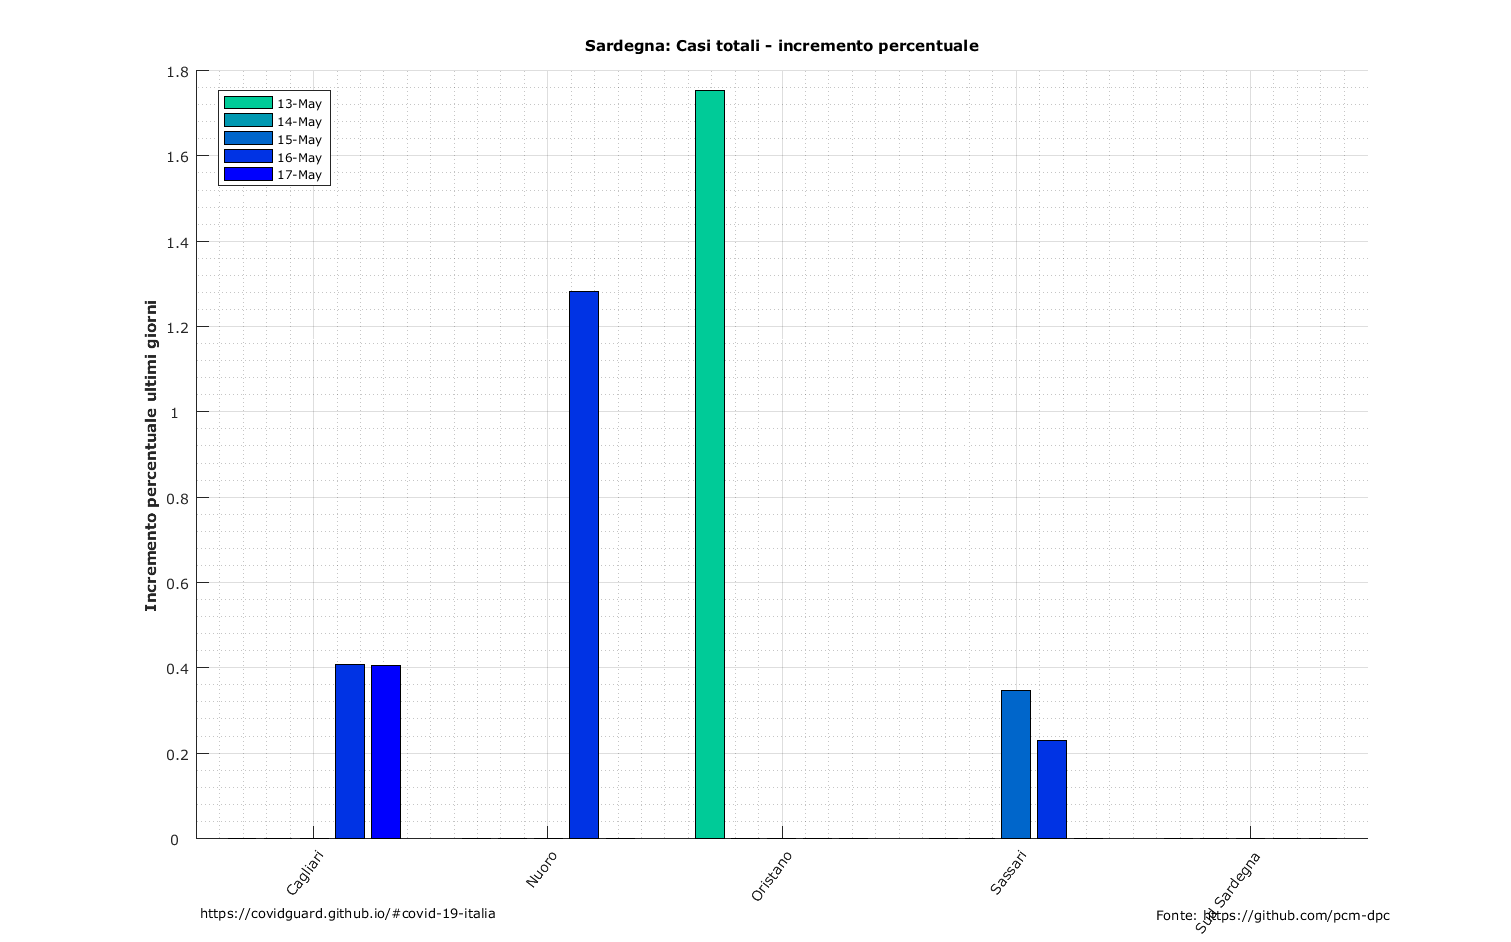 Sardegna: Casi totali - incremento percentuale
1.8
1.6
1.4
1.2
1
0.8
0.6
0.4
0.2
0
Incremento percentuale ultimi giorni
13-May
14-May
15-May
16-May
17-May
Cagliari
Nuoro
Oristano
Sassari
Sud Sardegna
https://covidguard.github.io/#covid-19-italia
Fonte: https://github.com/pcm-dpc